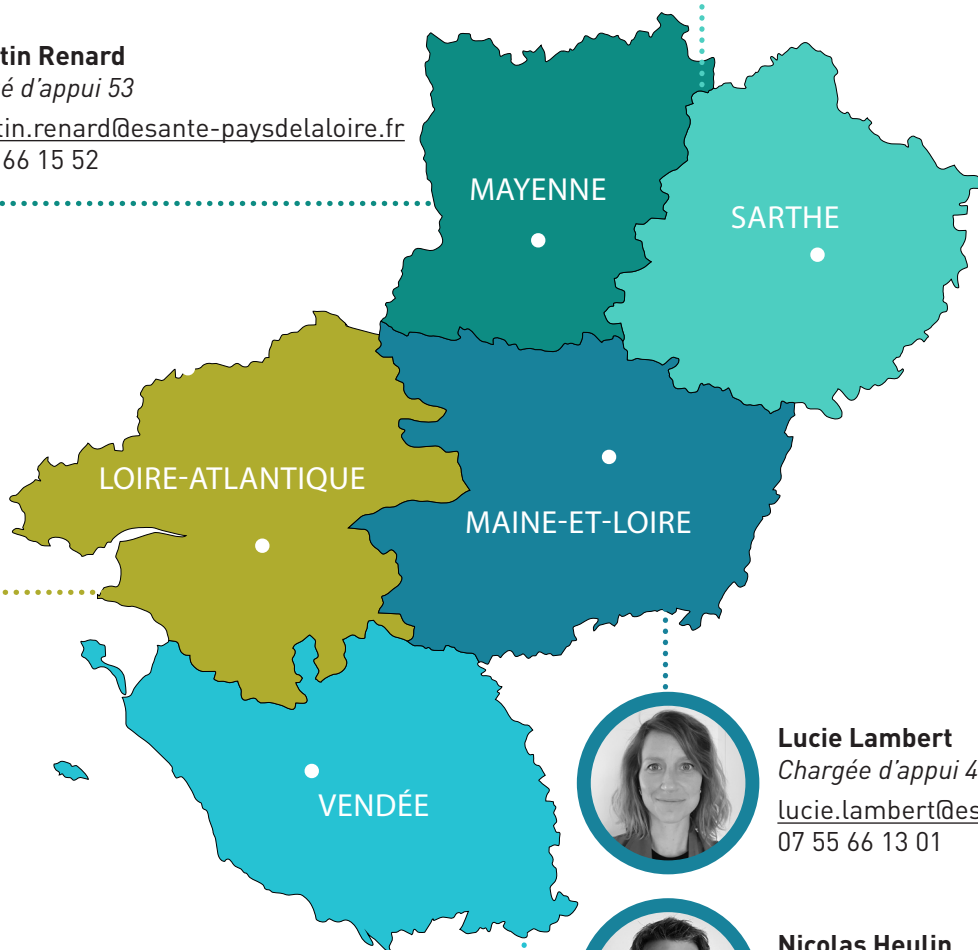 tin Renard
é d'appui 53
tin.renard@esante-paysdelaloire.fr
66 15 52
MAYENNE
SARTHE
LOIRE-ATLANTIQUE
MAINE-ET-LOIRE
VENDÉE
Lucie Lambert
Chargée d'appui 4
lucie.lambert@es
07 55 66 13 01
Nicolas Heulin